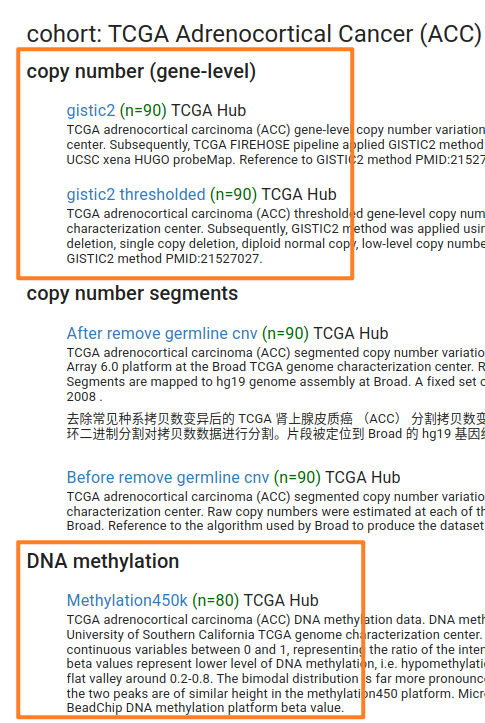 cohort: TCGA Adrenocortical Cancer (ACC)
copy number (gene-level)
gistic2 (n=90) TCGA Hub
TCGA adrenocortical carcinoma (ACC) gene-level copy number variation
center. Subsequently, TCGA FIREHOSE pipeline applied GISTIC2 method
UCSC xena HUGO probeMap. Reference to GISTIC2 method PMID:21527
gistic2 thresholded (n=90) TCGA Hub
TCGA adrenocortical carcinoma (ACC) thresholded gene-level copy num
characterization center. Subsequently, GISTIC2 method was applied usin
deletion, single copy deletion, diploid normal copy, low-level copy numbe
GISTIC2 method PMID:21527027.
copy number segments
After remove germline cnv (n=90) TCGA Hub
TCGA adrenocortical carcinoma (ACC) segmented copy number variatio
Array 6.0 platform at the Broad TCGA genome characterization center. R
Segments are mapped to hg19 genome assembly at Broad. A fixed set o
2008 .
去除常见种系拷贝数变异后的 TCGA 肾上腺皮质癌 （ACC） 分割拷贝数变
环二进制分割对拷贝数数据进行分割。片段被定位到 Broad 的 hg19 基因组
Before remove germline cnv (n=90) TCGA Hub
TCGA adrenocortical carcinoma (ACC) segmented copy number variatio
characterization center. Raw copy numbers were estimated at each of th
Broad. Reference to the algorithm used by Broad to produce the dataset
DNA methylation
Methylation450k (n=80) TCGA Hub
TCGA adrenocortical carcinoma (ACC) DNA methylation data. DNA meth
University of Southern California TCGA genome characterization center.
continuous variables between 0 and 1, representing the ratio of the inten
beta values represent lower level of DNA methylation, i.e. hypomethylatio
flat valley around 0.2-0.8. The bimodal distribution is far more pronounce
the two peaks are of similar height in the methylation450 platform. Micro
BeadChip DNA methylation platform beta value.